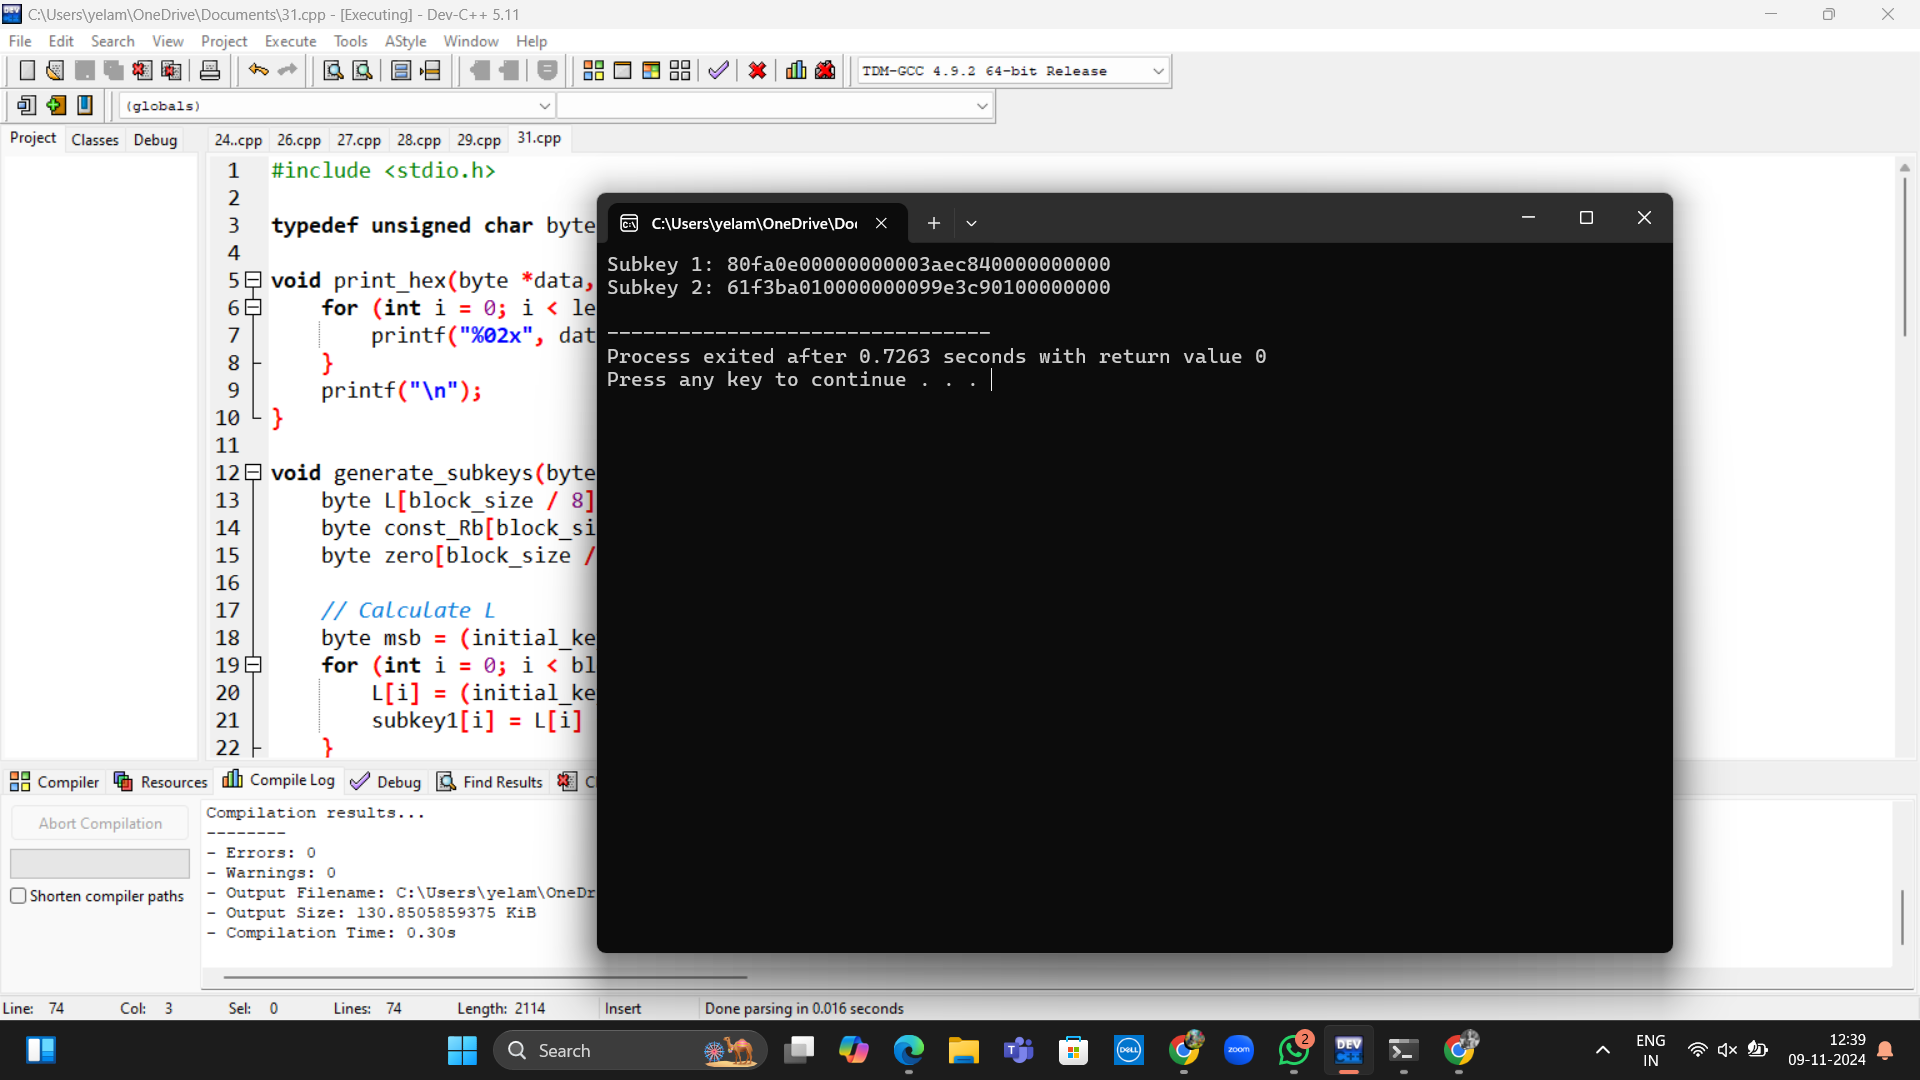 C:\Users\yelam\OneDrive\Documents\31.cpp - [Executing] - Dev-C++ 5.11
File Edit Search View Project Execute Tools AStyle Window Help
TDM-GCC 4.9.2 64-bit Release
(globals)
Project Classes Debug
24..cpp 26.cpp 27.cpp 28.cpp 29.cpp 31.cpp
1 #include <stdio.h>
2
3 typedef unsigned char byte
4
5 void print_hex(byte *data,
6 for (int i = 0; i < le
7 printf("%02x", dat
8 }
9 printf("\n");
10 }
11
12 void generate_subkeys(byte
13 byte L[block_size / 8]
14 byte const_Rb[block_si
15 byte zero[block_size /
16
17 // Calculate L
18 byte msb = (initial_ke
19 for (int i = 0; i < bl
20 L[i] = (initial_ke
21 subkey1[i] = L[i]
22 }
C:\Users\yelam\OneDrive\Do
Subkey 1: 80fa0e00000000003aec840000000000
Subkey 2: 61f3ba010000000099e3c90100000000
--------------------------------
Process exited after 0.7263 seconds with return value 0
Press any key to continue . . .
Compiler Resources Compile Log Debug Find Results Cl
Abort Compilation
Shorten compiler paths
Compilation results...
--------
- Errors: 0
- Warnings: 0
- Output Filename: C:\Users\yelam\OneDr
- Output Size: 130.8505859375 KiB
- Compilation Time: 0.30s
Line: 74 Col: 3 Sel: 0 Lines: 74 Length: 2114 Insert Done parsing in 0.016 seconds
Search
DELL
zoom
2
DEV C++
ENG
IN
12:39
09-11-2024